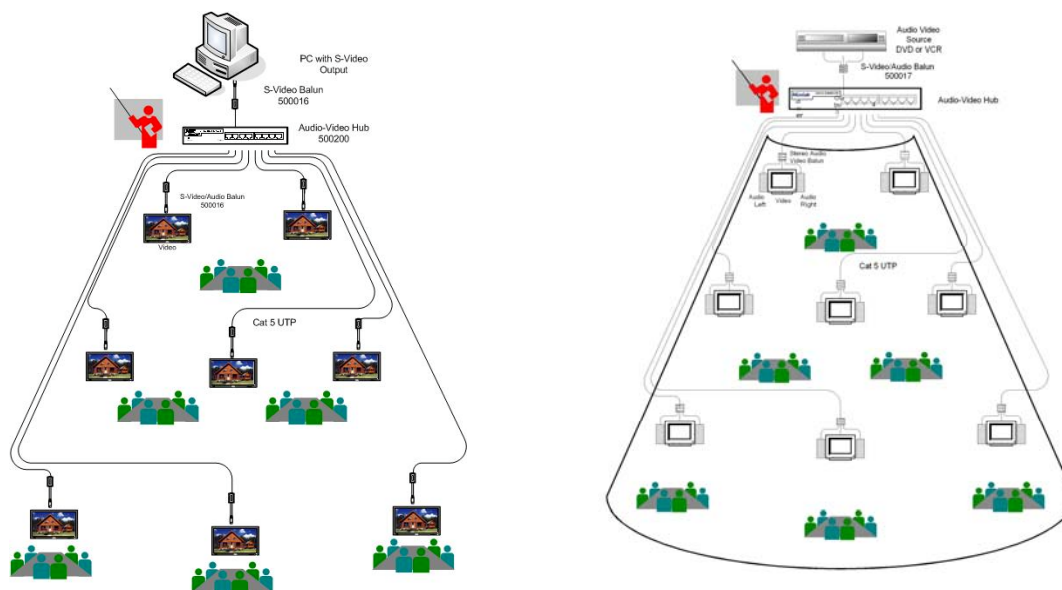 PC with S-Video
Output
S-Video Balun
500016
Audio-Video Hub
500200
S-Video/Audio Balun
500016
Video
Cat 5 UTP
Audio Video
Source
DVD or VCR
S-Video/Audio Balun
500017
Audio-Video Hub
Stereo Audio
Video Balun
Audio
Left
Video
Audio
Right
Cat 5 UTP